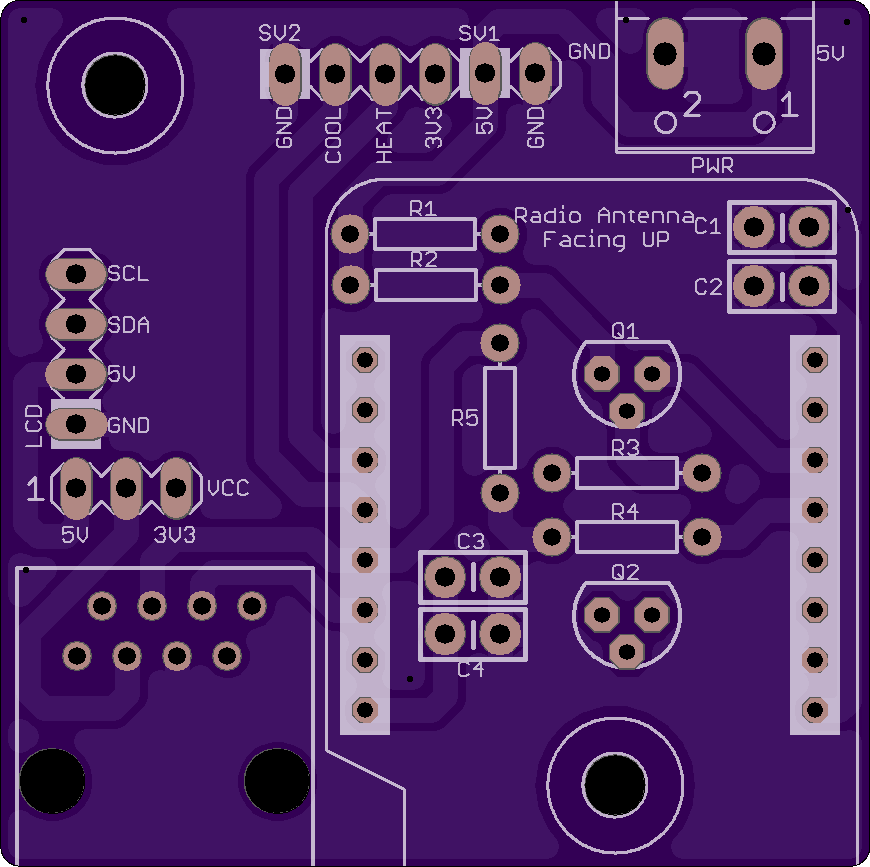 SV2
SV1
GND
5V
GND
COOL
HEAT
3V3
5V
GND
2
1
PWR
R1
Radio Antenna
Facing UP
C1
R2
C2
SCL
SDA
5V
GND
LCD
Q1
R5
R3
1
VCC
5V
3V3
R4
C3
Q2
C4